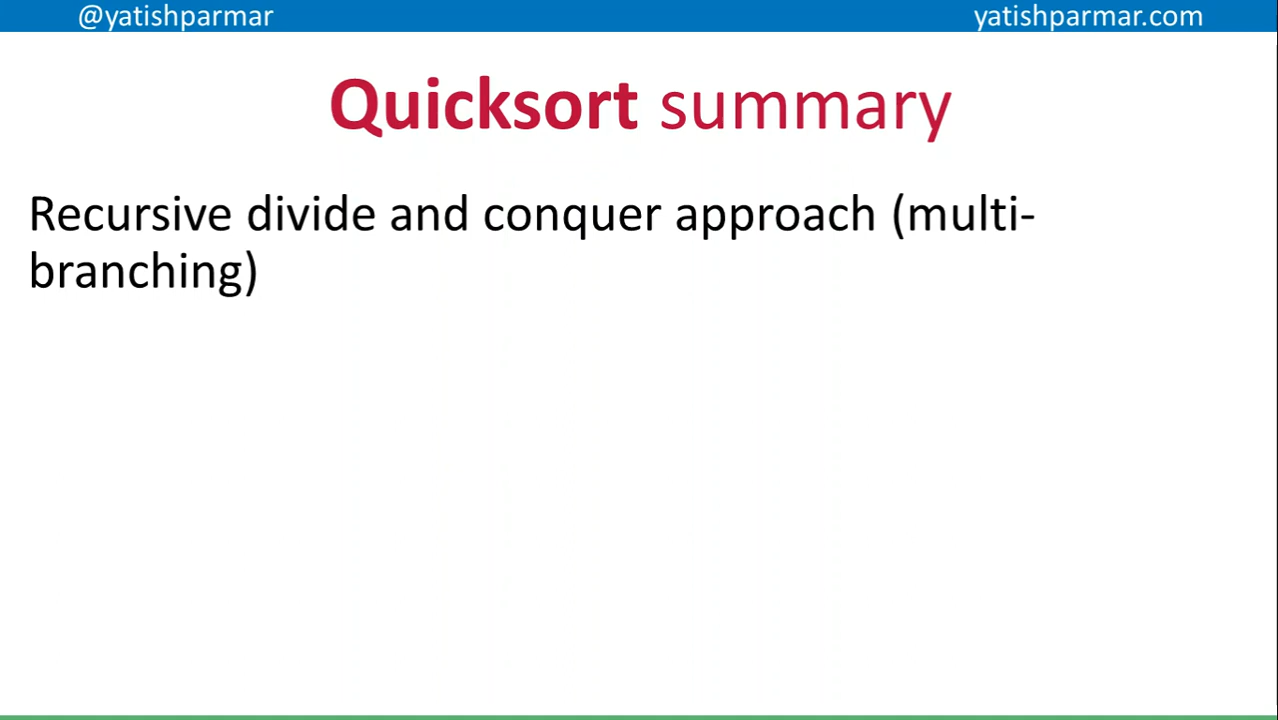 @yatishparmar
yatishparmar.com
Quicksort summary
Recursive divide and conquer approach (multi-
branching)